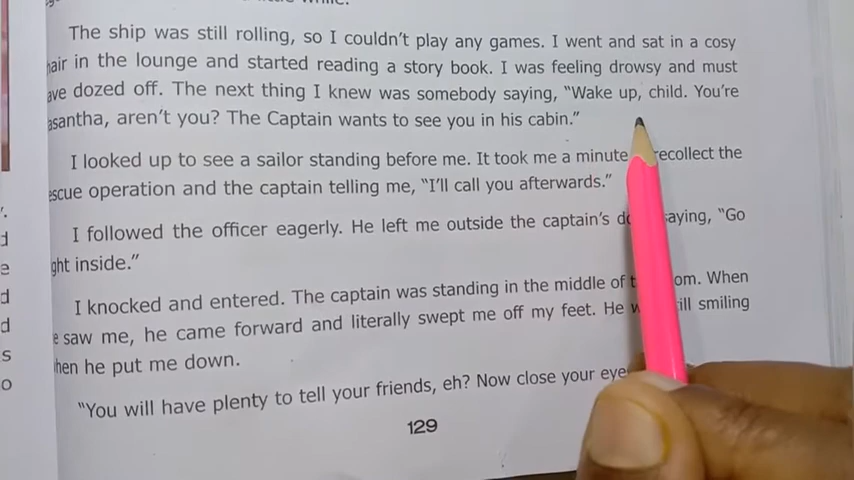 The ship was still rolling, so I couldn't play any games. I went and sat in a cosy
air in the lounge and started reading a story book. I was feeling drowsy and must
ave dozed off. The next thing I knew was somebody saying, “Wake up, child. You're
asantha, aren't you? The Captain wants to see you in his cabin.”
I looked up to see a sailor standing before me. It took me a minute recollect the
escue operation and the captain telling me, “I'll call you afterwards.”
I followed the officer eagerly. He left me outside the captain's saying, “Go
ght inside.”
I knocked and entered. The captain was standing in the middle of When
saw me, he came forward and literally swept me off my feet. He smiling
hen he put me down.
“You will have plenty to tell your friends, eh? Now close your
129